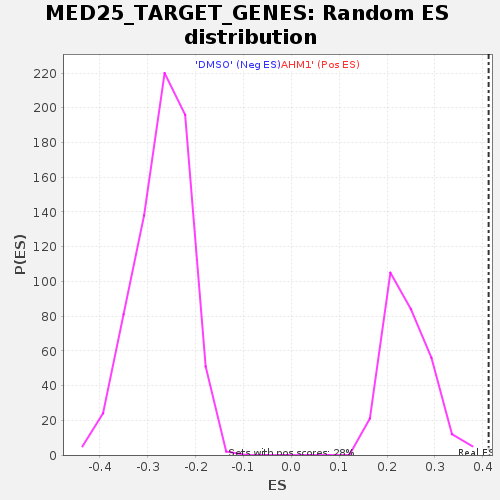 MED25_TARGET_GENES: Random ES
distribution
'DMSO' (Neg ES)AHM1' (Pos ES)
220
200
180
160
140
120
100
80
60
40
20
0
P(ES)
Sets with pos scores: 28%
Real ES
-0.4 -0.3 -0.2 -0.1 0.0 0.1 0.2 0.3 0.4
ES